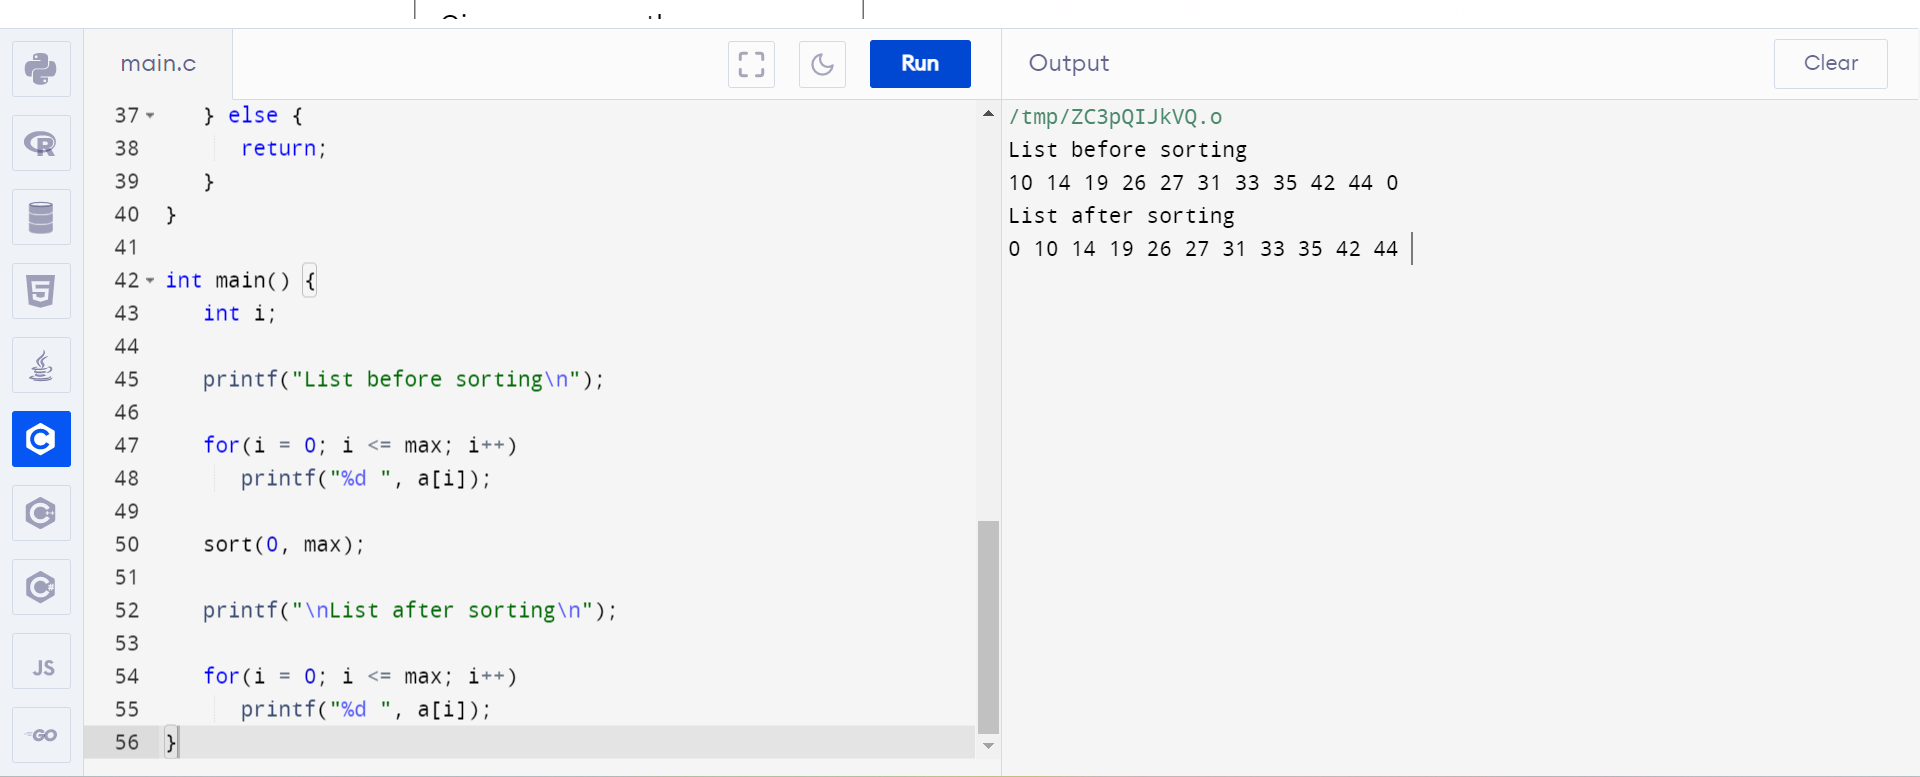 main.c
Run
Output
Clear
37 } else {
38 return;
39 }
40 }
41
42 int main() {
43 int i;
44
45 printf("List before sorting\n");
46
47 for(i = 0; i <= max; i++)
48 printf("%d ", a[i]);
49
50 sort(0, max);
51
52 printf("\nList after sorting\n");
53
54 for(i = 0; i <= max; i++)
55 printf("%d ", a[i]);
56 }
/tmp/ZC3pQIJkVQ.o
List before sorting
10 14 19 26 27 31 33 35 42 44 0
List after sorting
0 10 14 19 26 27 31 33 35 42 44
R
5
C
C
C
JS
GO